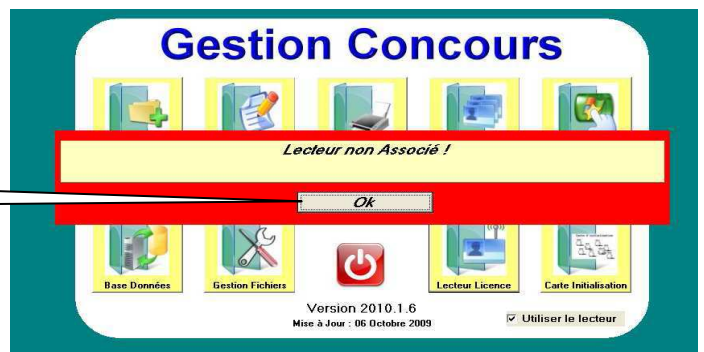 Gestion Concours
Lecteur non Associé !
Ok
Base Données
Gestion Fichiers
Lecteur Licence
Carte Initialisation
Version 2010.1.6
Mise à Jour : 06 Octobre 2009
Utiliser le lecteur